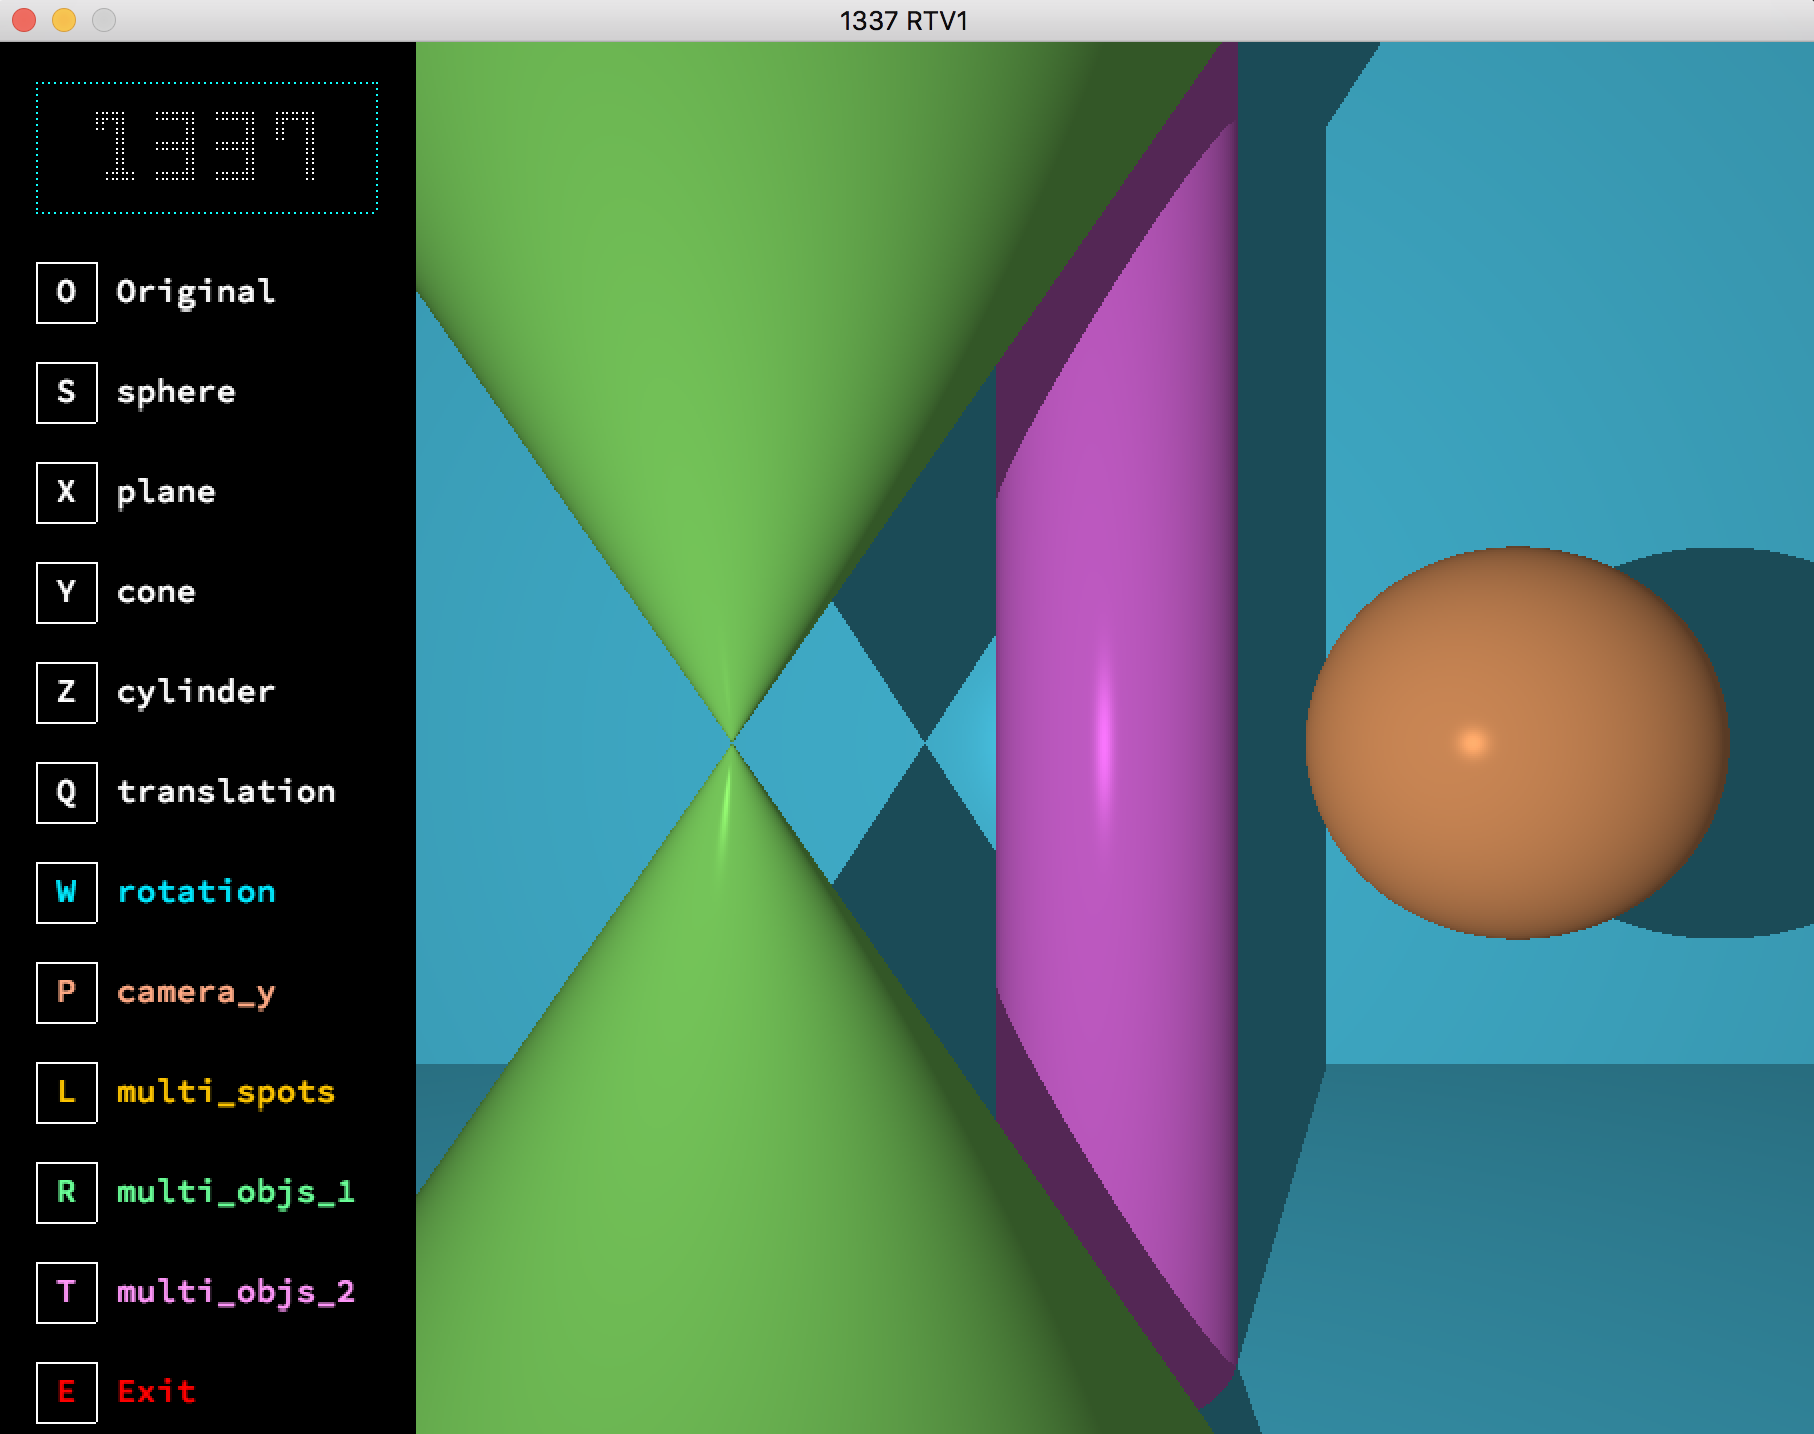 1337 RTV1
1337
O Original
S sphere
X plane
Y cone
Z cylinder
Q translation
W rotation
P camera_y
L multi_spots
R multi_objs_1
T multi_objs_2
E Exit